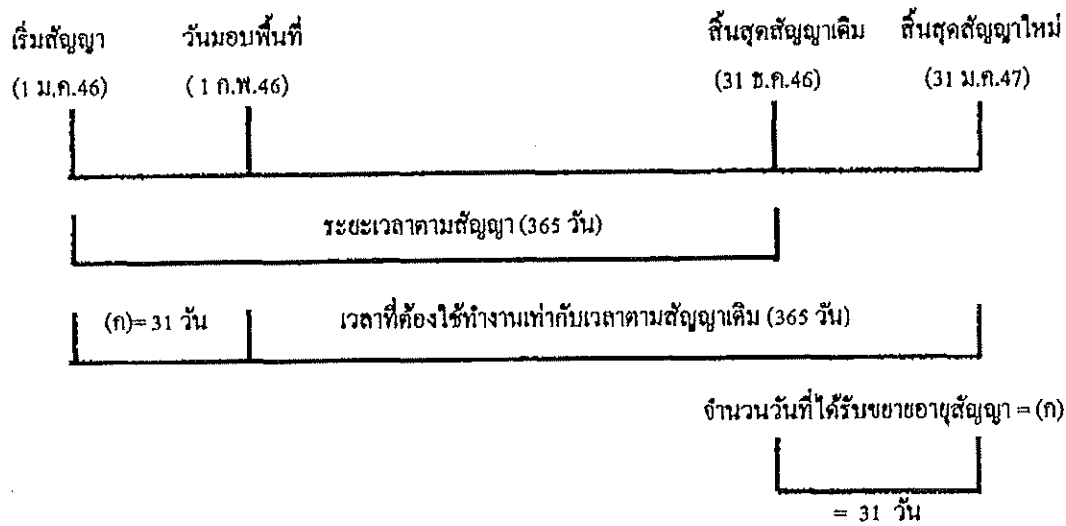 เริ่มสัญญา วันมอบพื้นที่ สิ้นสุดสัญญาเดิม สิ้นสุดสัญญาใหม่
(1 ม.ค.46) (1 ก.พ.46) (31 ธ.ค.46) (31 ม.ค.47)
ระยะเวลาตามสัญญา (365 วัน)
(ก)= 31 วัน เวลาที่ต้องใช้ทำงานเท่ากับเวลาตามสัญญาเดิม (365 วัน)
จำนวนวันที่ได้รับขยายอายุสัญญา = (ก)
= 31 วัน